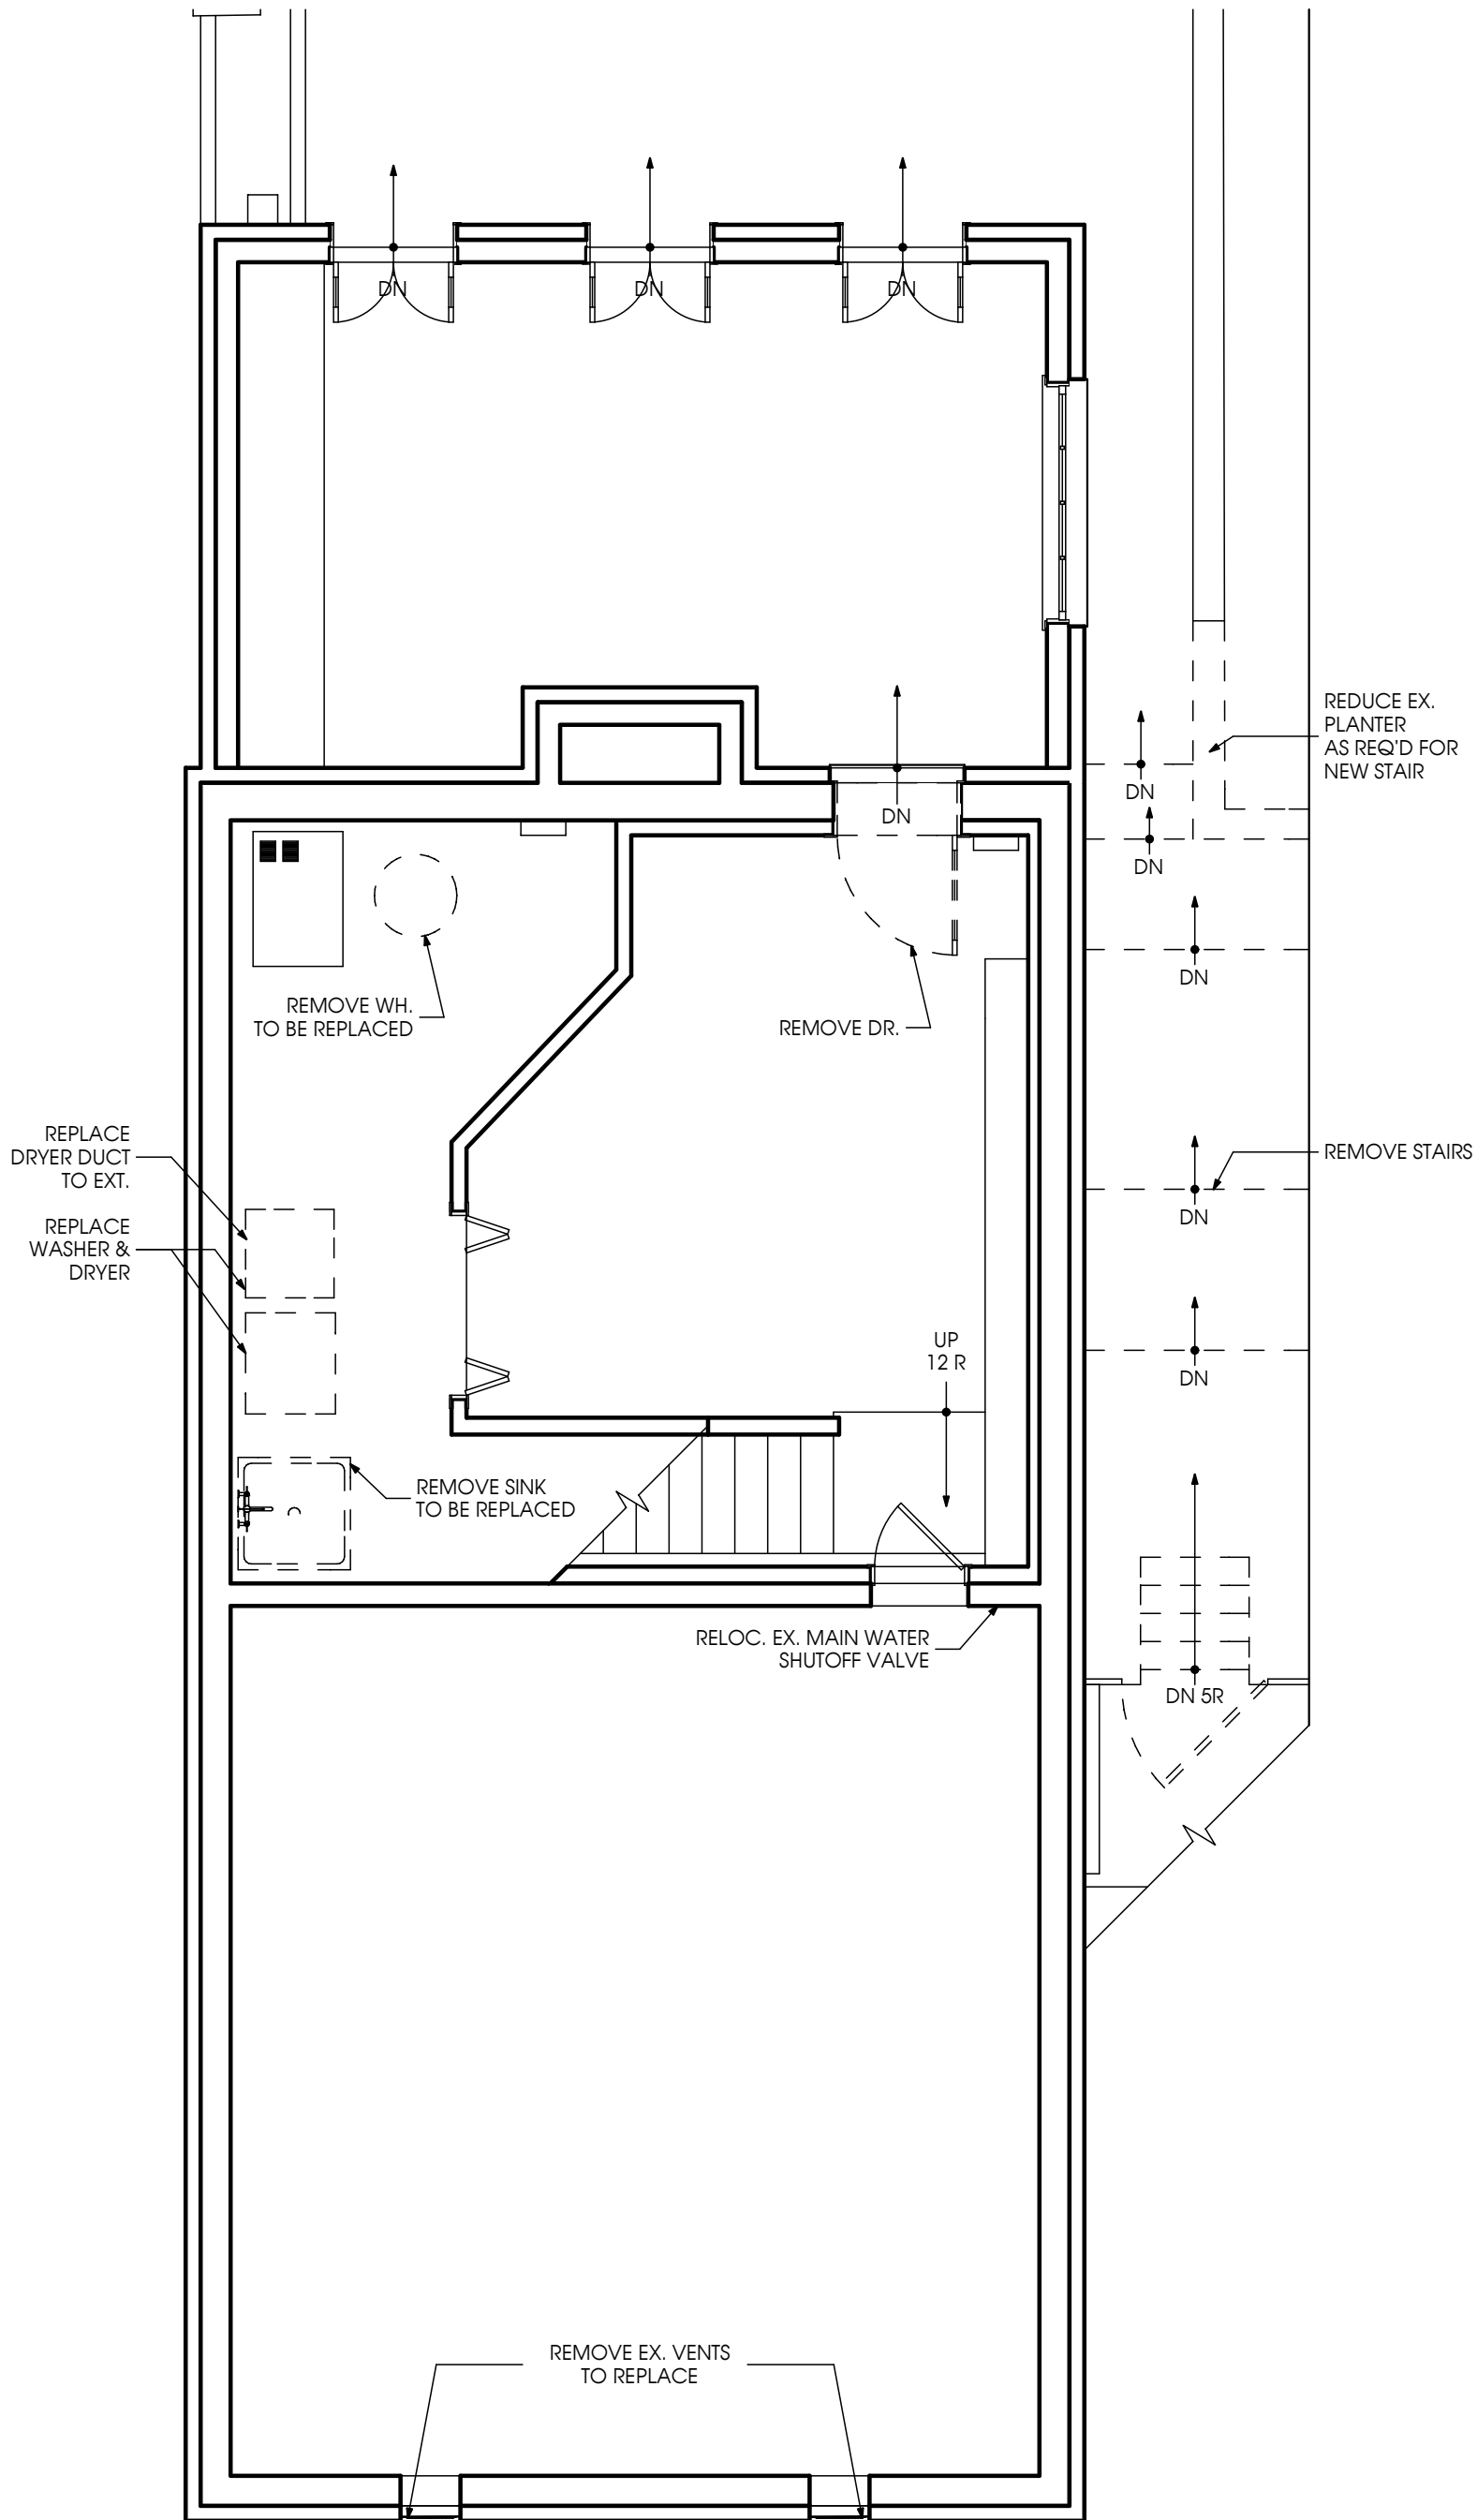 DN
DN
DN
REDUCE EX.
PLANTER
AS REQ'D FOR
NEW STAIR
DN
DN
DN
DN
REMOVE WH.
TO BE REPLACED
REMOVE DR.
REPLACE
DRYER DUCT
TO EXT.
REMOVE STAIRS
DN
REPLACE
WASHER &
DRYER
UP
12 R
DN
REMOVE SINK
TO BE REPLACED
RELOC. EX. MAIN WATER
SHUTOFF VALVE
DN 5R
REMOVE EX. VENTS
TO REPLACE